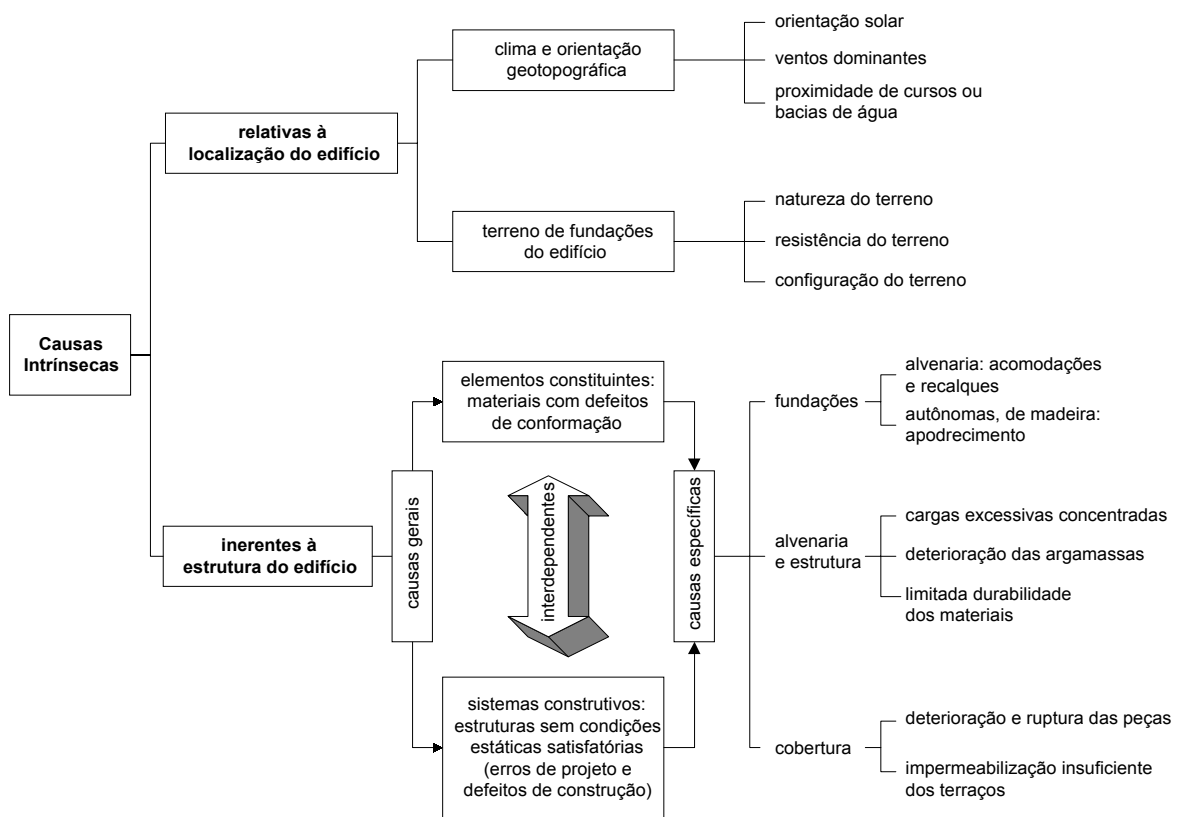 Causas
Intrínsecas
relativas à
localização do edifício
clima e orientação
geotopográfica
orientação solar
ventos dominantes
proximidade de cursos ou
bacias de água
terreno de fundações
do edifício
natureza do terreno
resistência do terreno
configuração do terreno
inerentes à
estrutura do edifício
causas gerais
elementos constituintes:
materiais com defeitos
de conformação
interdependentes
sistemas construtivos:
estruturas sem condições
estáticas satisfatórias
(erros de projeto e
defeitos de construção)
causas específicas
fundações
alvenaria: acomodações
e recalques
autônomas, de madeira:
apodrecimento
alvenaria
e estrutura
cargas excessivas concentradas
deterioração das argamassas
limitada durabilidade
dos materiais
cobertura
deterioração e ruptura das peças
impermeabilização insuficiente
dos terraços